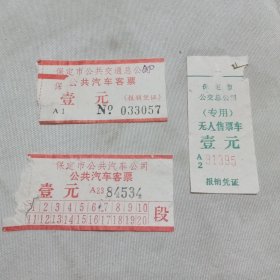 保定市公共交通总公司
公共汽车客票
壹元 (报销凭证)
A1 № 033057
保定市公共汽车公司
公共汽车客票
壹元 A23 84534
1 2 3 4 5 6 7 8 9 10
11 12 13 14 15 16 17 18 19 20
段
保定市
公交总公司
(专用)
无人售票车
壹元
A2
报销凭证